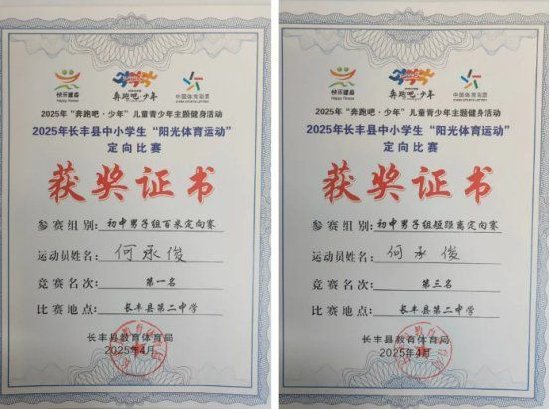 快乐健身
Happy fitness
奔跑吧·少年
中国体育彩票
2025年“奔跑吧·少年”儿童青少年主题健身活动
2025年长丰县中小学生“阳光体育运动”
定向比赛
获奖证书
参赛组别：初中男子组百米定向赛
运动员姓名：何承俊
竞赛名次：第一名
比赛地点：长丰县第二中学
长丰县教育体育局
2025年4月
快乐健身
Happy fitness
奔跑吧·少年
中国体育彩票
2025年“奔跑吧·少年”儿童青少年主题健身活动
2025年长丰县中小学生“阳光体育运动”
定向比赛
获奖证书
参赛组别：初中男子组短距离定向赛
运动员姓名：何承俊
竞赛名次：第三名
比赛地点：长丰县第二中学
长丰县教育体育局
2025年4月